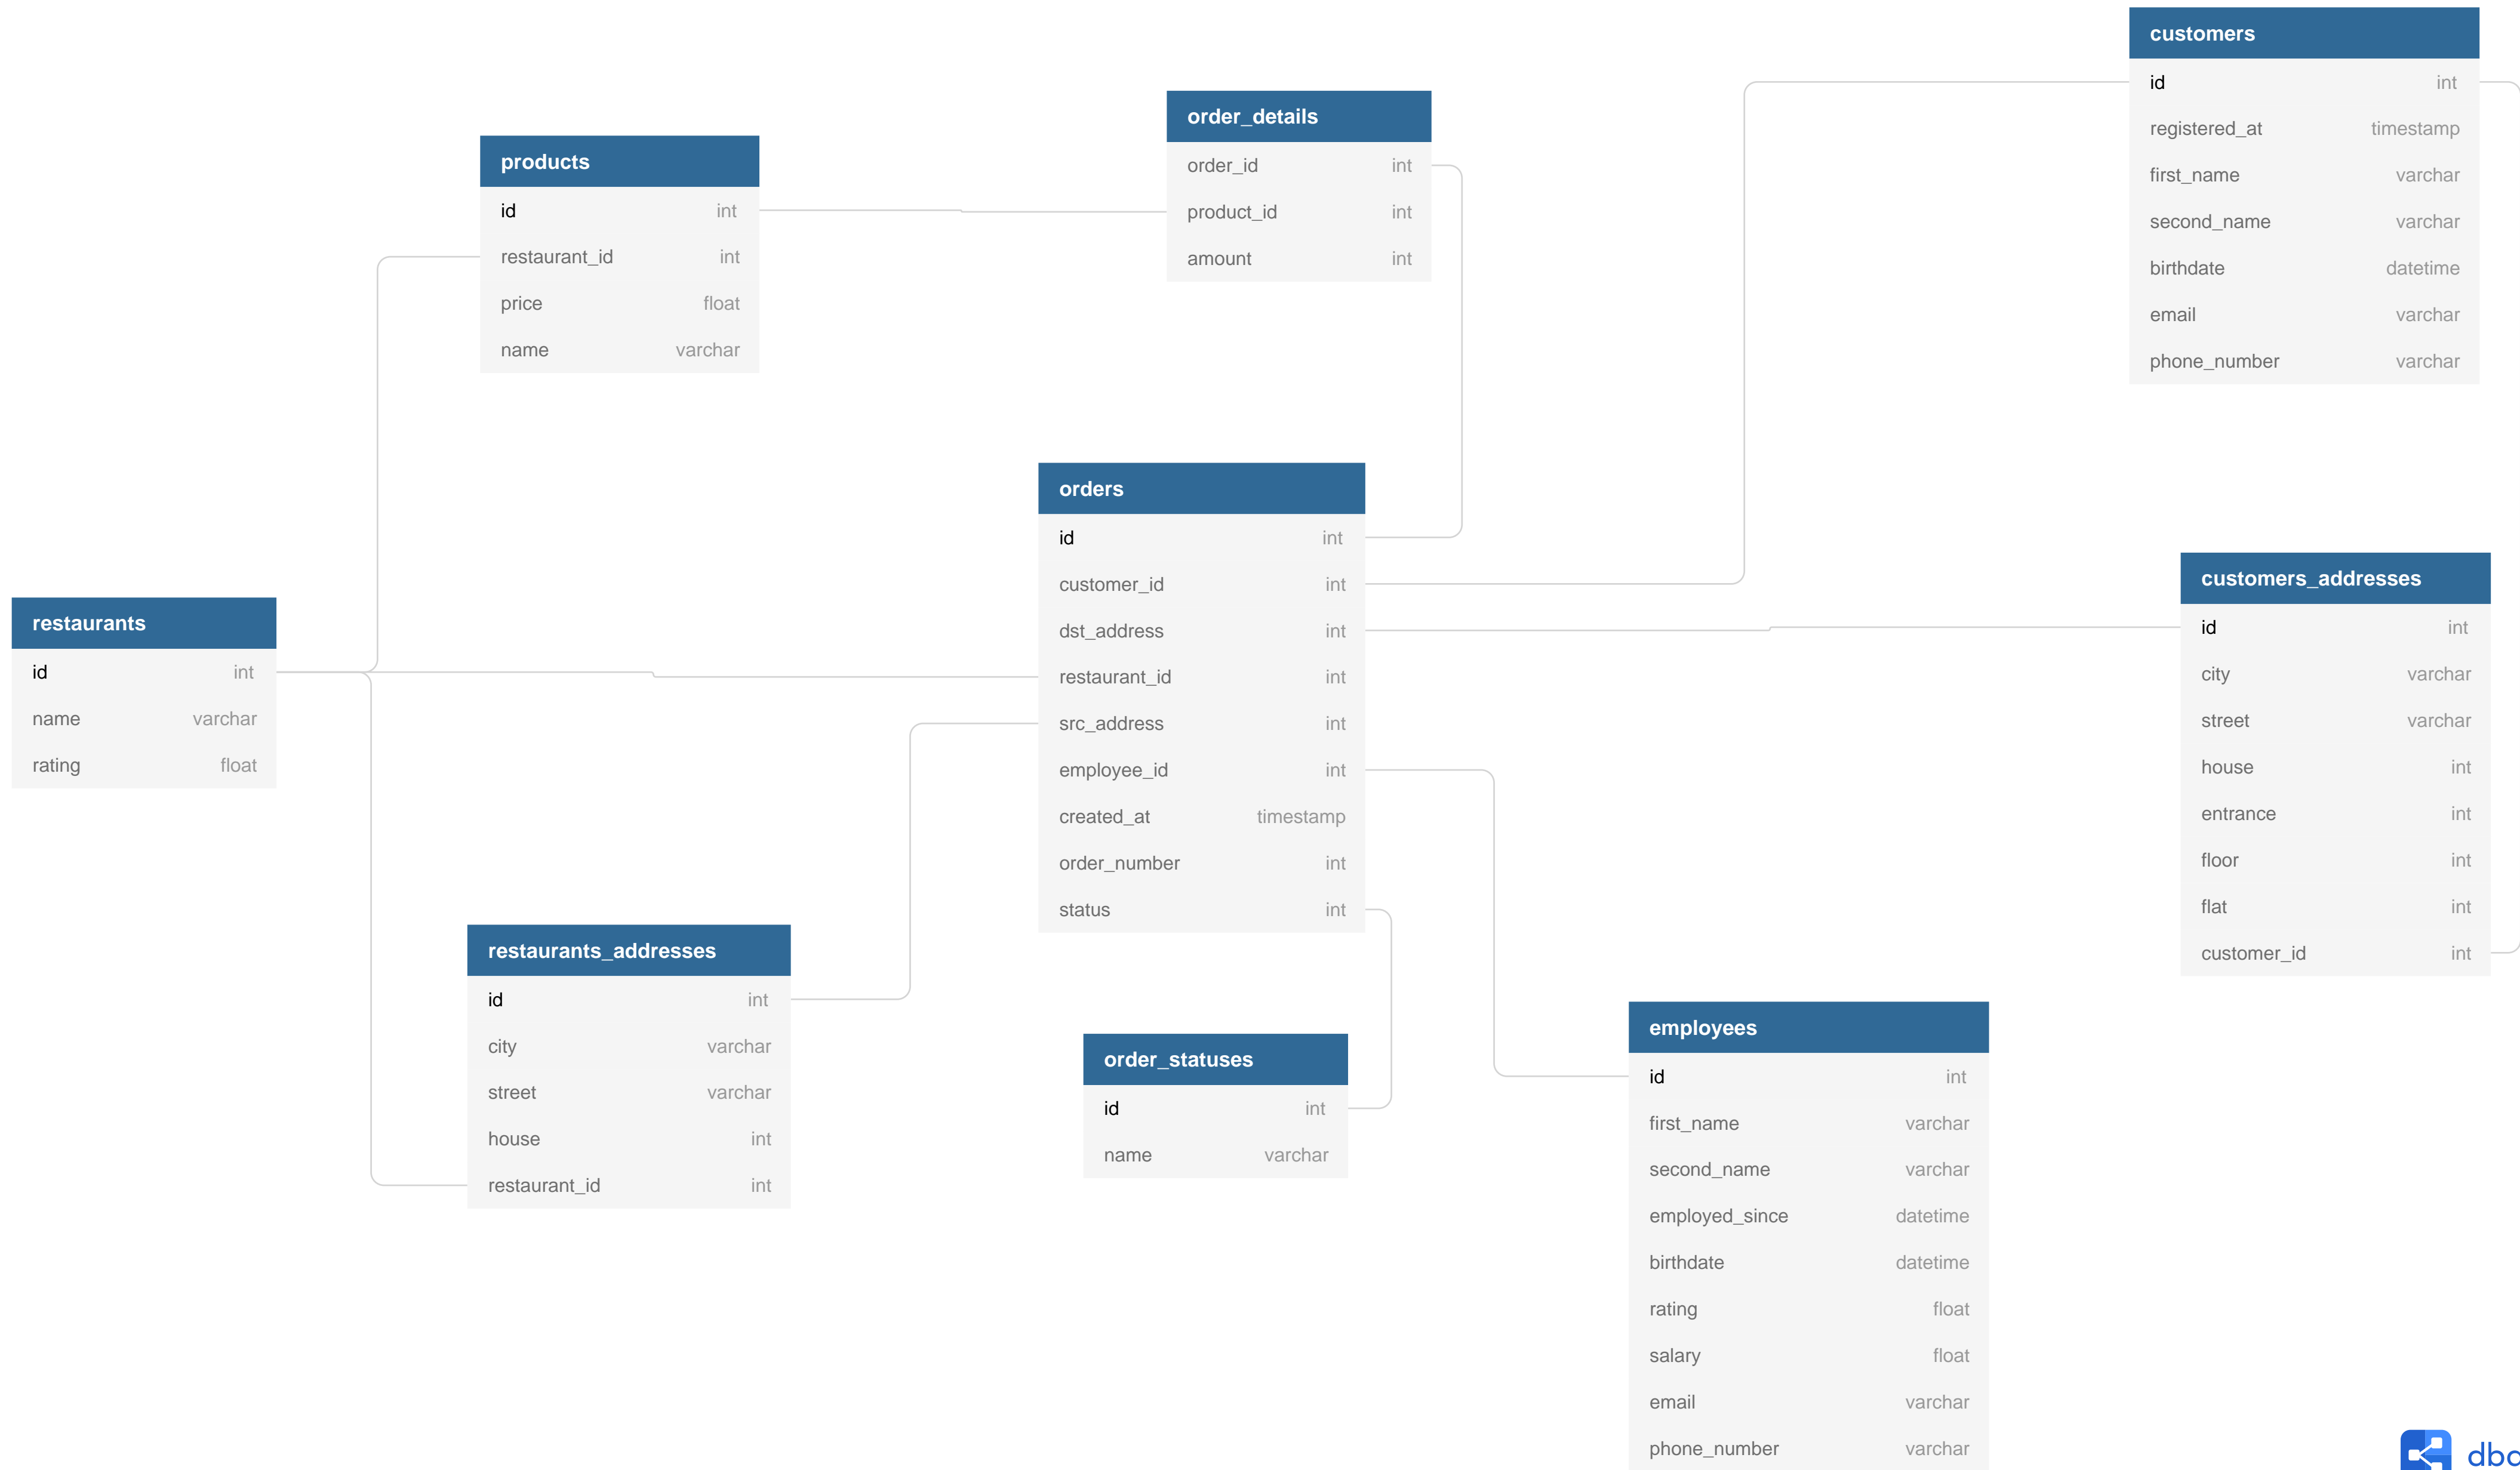 customers
id int
registered_at timestamp
first_name varchar
second_name varchar
birthdate datetime
email varchar
phone_number varchar
order_details
order_id int
product_id int
amount int
products
id int
restaurant_id int
price float
name varchar
orders
id int
customer_id int
dst_address int
restaurant_id int
src_address int
employee_id int
created_at timestamp
order_number int
status int
customers_addresses
id int
city varchar
street varchar
house int
entrance int
floor int
flat int
customer_id int
restaurants
id int
name varchar
rating float
restaurants_addresses
id int
city varchar
street varchar
house int
restaurant_id int
order_statuses
id int
name varchar
employees
id int
first_name varchar
second_name varchar
employed_since datetime
birthdate datetime
rating float
salary float
email varchar
phone_number varchar